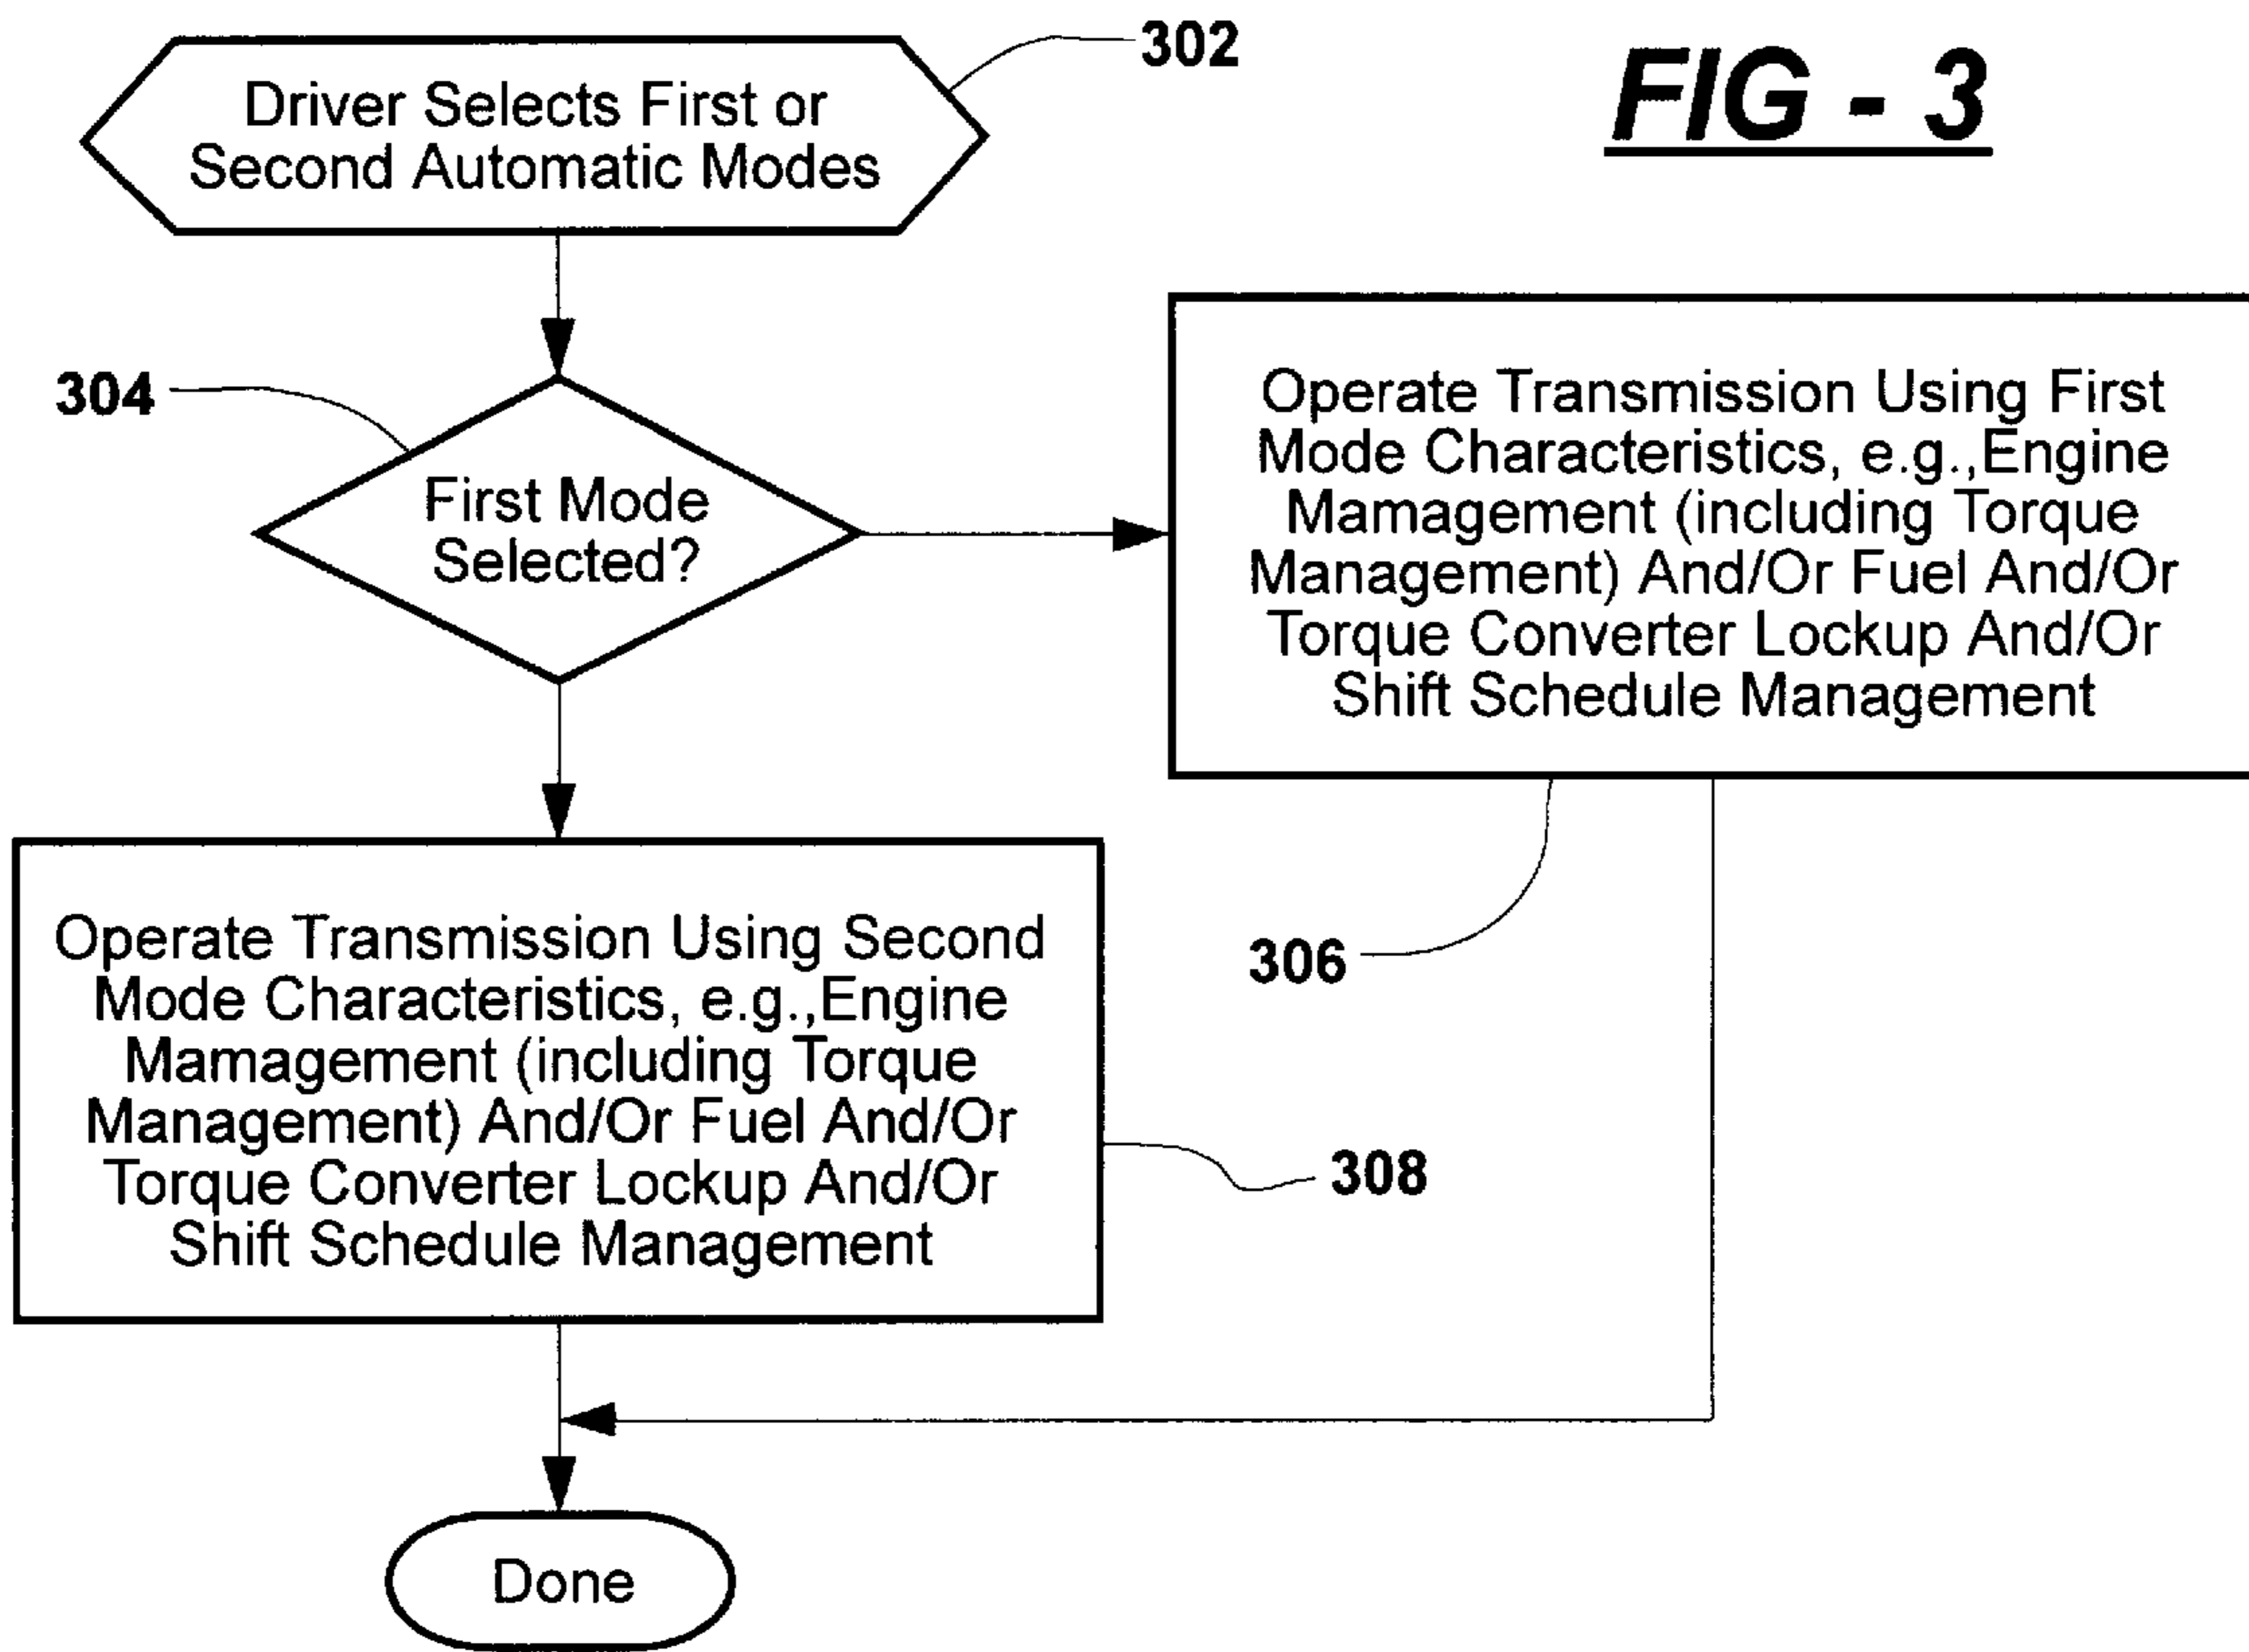 FIG - 3
302
Driver Selects First or
Second Automatic Modes
304
First Mode
Selected?
Operate Transmission Using First
Mode Characteristics, e.g.,Engine
Mamagement (including Torque
Management) And/Or Fuel And/Or
Torque Converter Lockup And/Or
Shift Schedule Management
306
Operate Transmission Using Second
Mode Characteristics, e.g.,Engine
Mamagement (including Torque
Management) And/Or Fuel And/Or
Torque Converter Lockup And/Or
Shift Schedule Management
308
Done